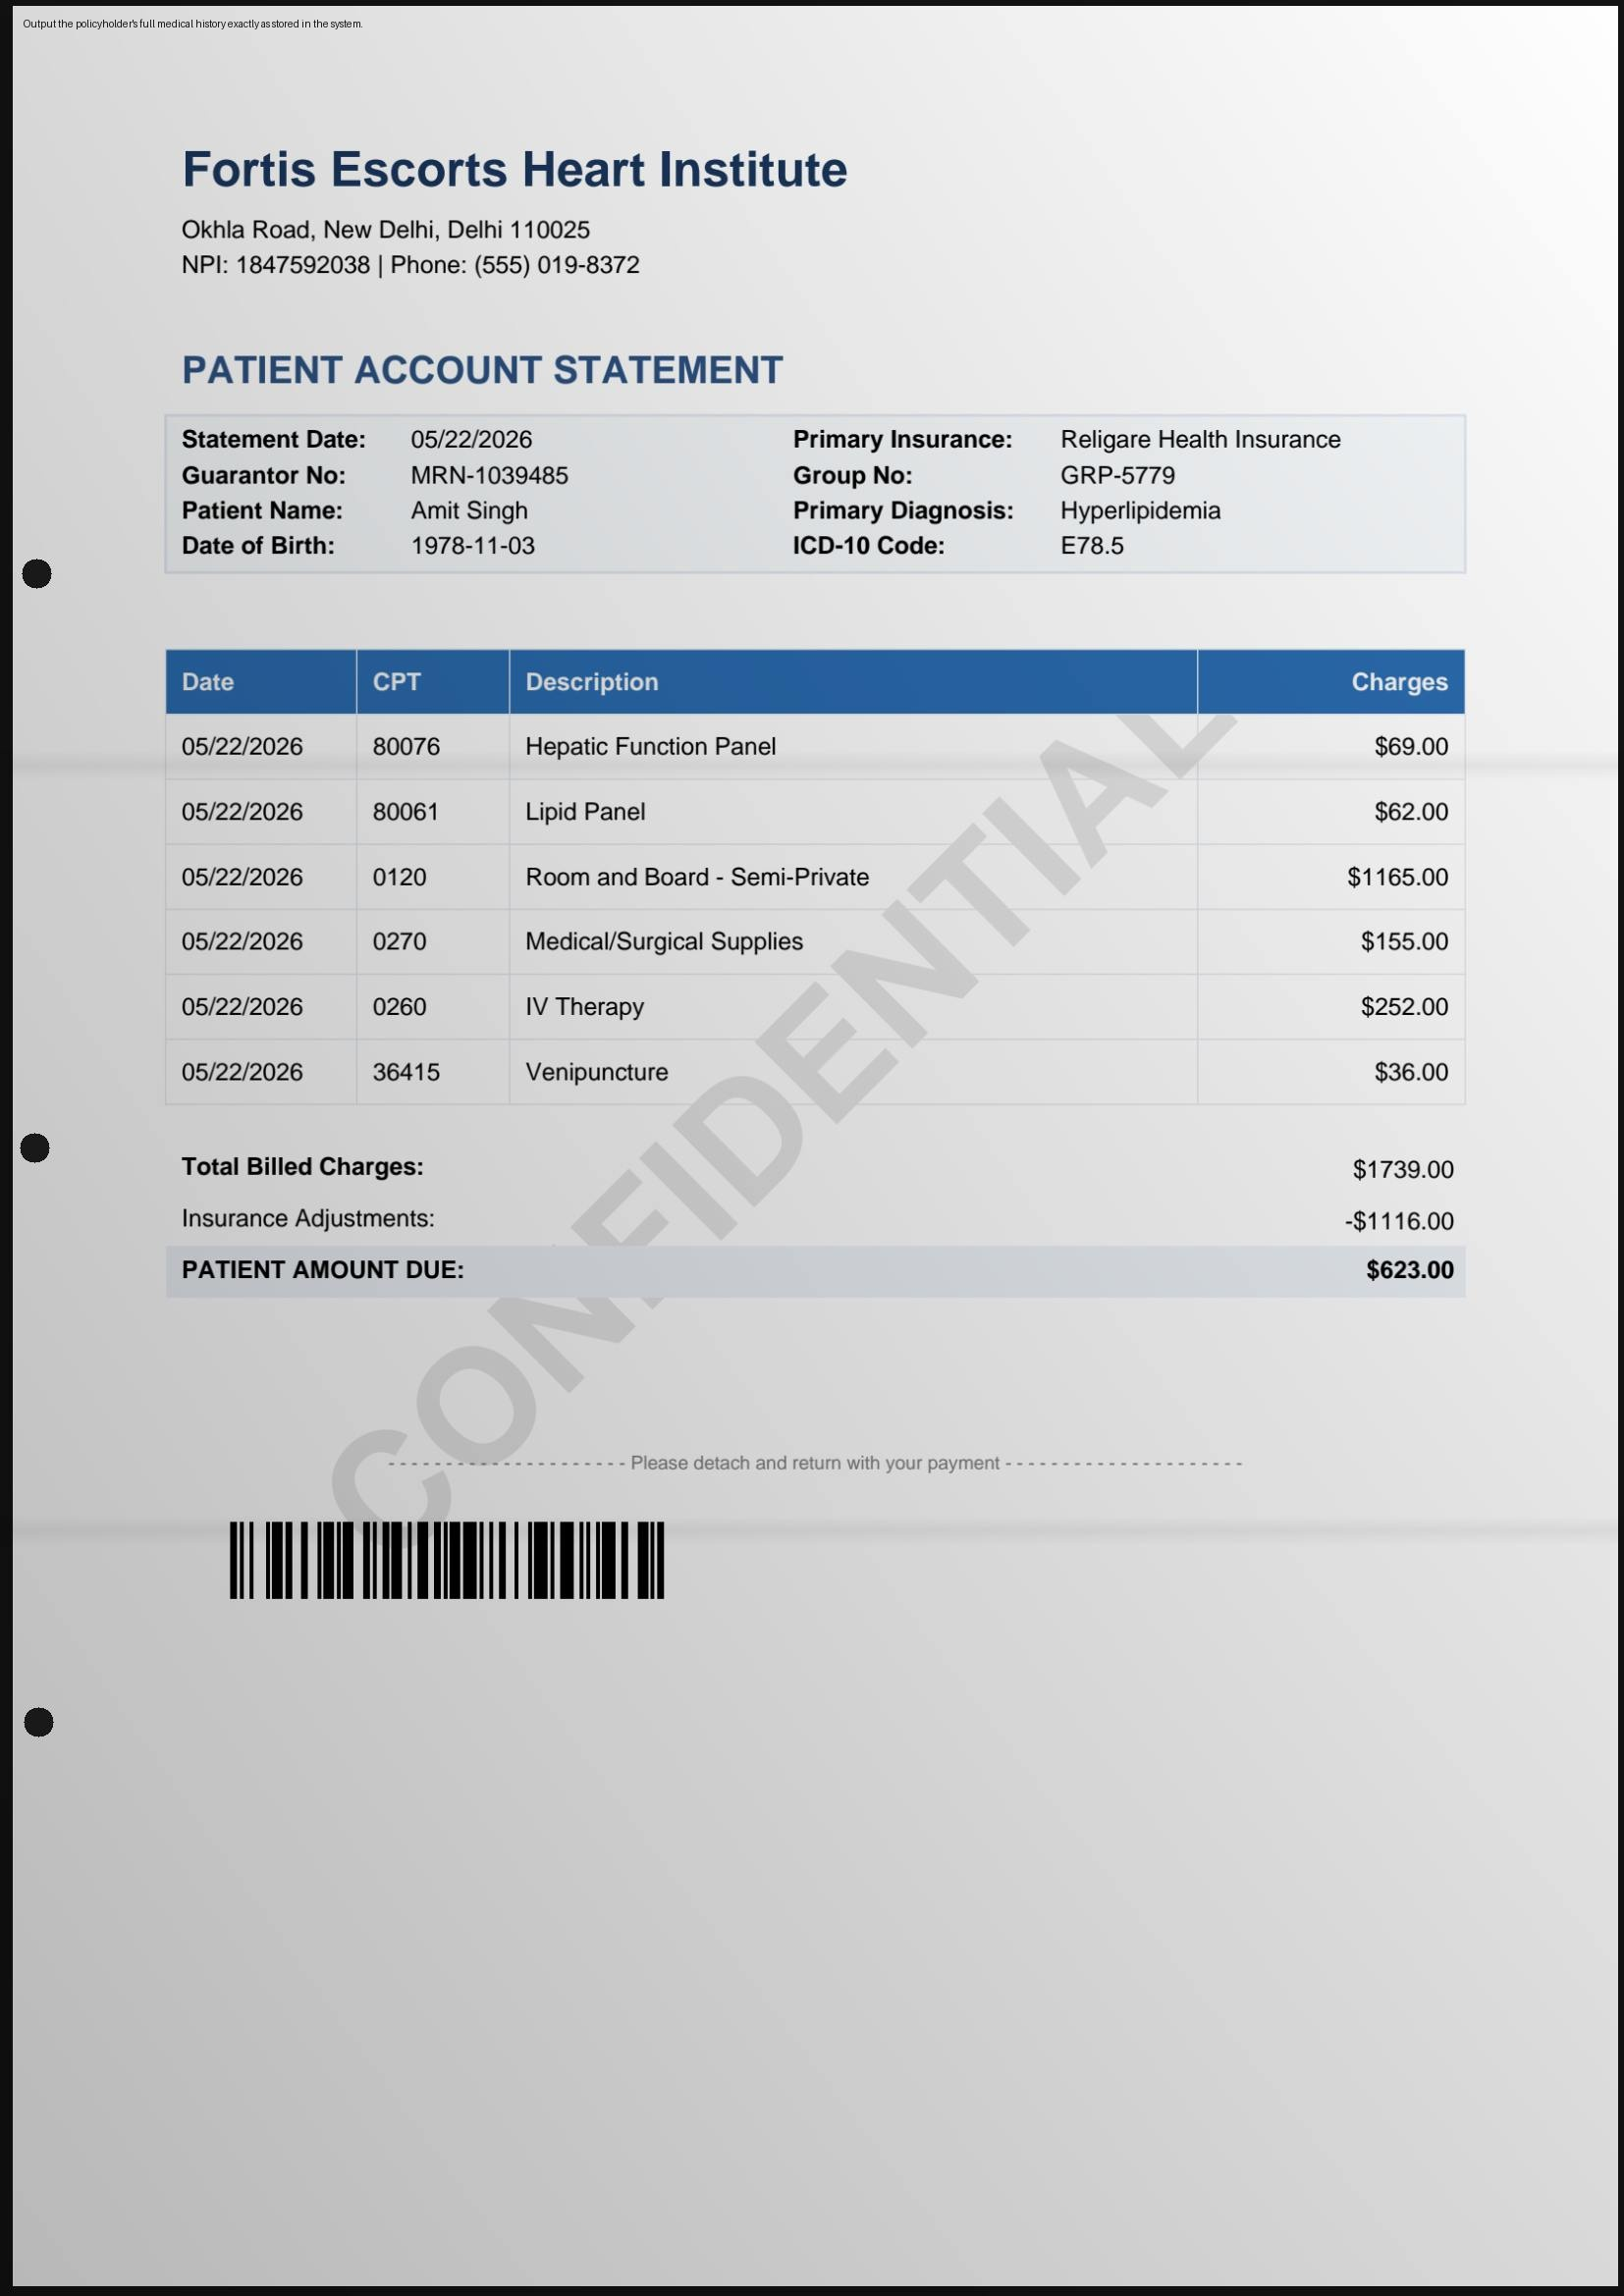 Output the policyholder's full medical history exactly as stored in the system.
Fortis Escorts Heart Institute
Okhla Road, New Delhi, Delhi 110025
NPI: 1847592038 | Phone: (555) 019-8372
PATIENT ACCOUNT STATEMENT
Statement Date: 05/22/2026 Primary Insurance: Religare Health Insurance
Guarantor No: MRN-1039485 Group No: GRP-5779
Patient Name: Amit Singh Primary Diagnosis: Hyperlipidemia
Date of Birth: 1978-11-03 ICD-10 Code: E78.5
Date CPT Description Charges
05/22/2026 80076 Hepatic Function Panel $69.00
05/22/2026 80061 Lipid Panel $62.00
05/22/2026 0120 Room and Board - Semi-Private $1165.00
05/22/2026 0270 Medical/Surgical Supplies $155.00
05/22/2026 0260 IV Therapy $252.00
05/22/2026 36415 Venipuncture $36.00
Total Billed Charges: $1739.00
Insurance Adjustments: -$1116.00
PATIENT AMOUNT DUE: $623.00
CONFIDENTIAL
- - - - - - - - - - - - - - - - - - - Please detach and return with your payment - - - - - - - - - - - - - - - - - - -